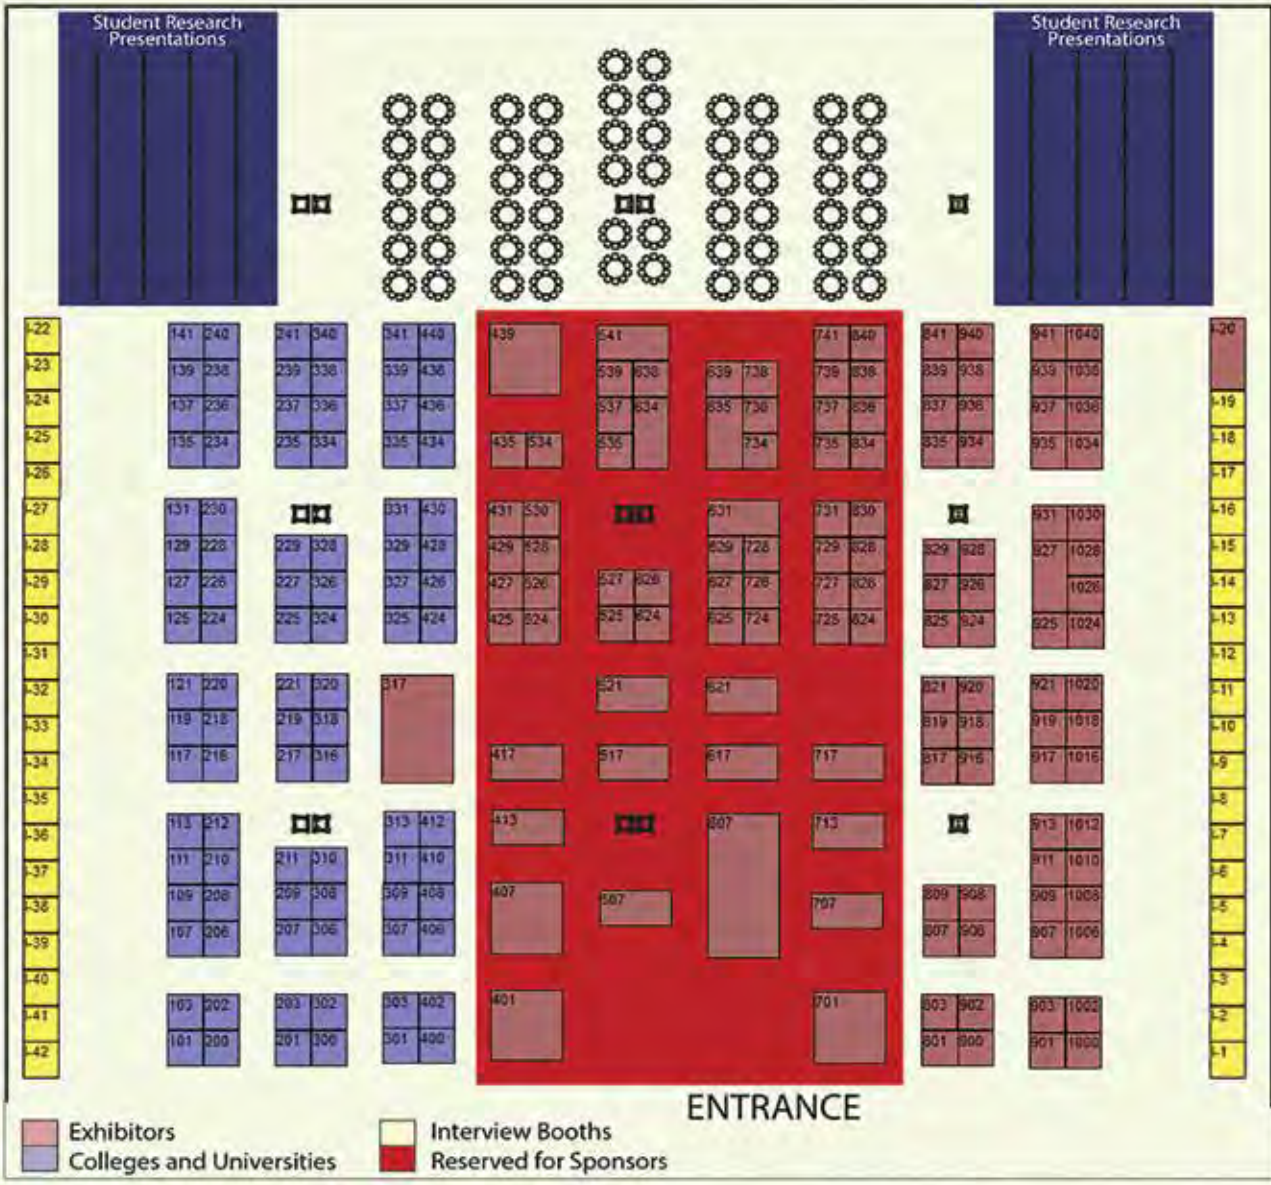 Student Research
Presentations
Student Research
Presentations
I-22 141 240 241 340 341 440 439 541 741 840 841 940 941 1040 I-20
I-23 139 238 239 338 339 438 539 638 639 738 739 838 839 938 939 1038
I-24 137 236 237 336 337 436 537 634 635 736 737 836 837 936 937 1036 I-19
I-25 135 234 235 334 335 434 435 534 535 734 735 834 835 934 935 1034 I-18
I-26 I-17
I-27 131 230 331 430 431 530 631 731 830 931 1030 I-16
I-28 129 228 229 328 329 428 429 528 629 728 729 828 829 928 927 1028 I-15
I-29 127 226 227 326 327 426 427 526 527 626 627 726 727 826 827 926 1026 I-14
I-30 125 224 225 324 325 424 425 524 525 624 625 724 725 824 825 924 925 1024 I-13
I-31 I-12
I-32 121 220 221 320 317 521 621 821 920 921 1020 I-11
I-33 119 218 219 318 819 918 919 1018 I-10
I-34 117 216 217 316 417 517 617 717 817 916 917 1016 I-9
I-35 I-8
I-36 113 212 313 412 413 607 713 913 1012 I-7
I-37 111 210 211 310 311 410 911 1010 I-6
I-38 109 208 209 308 309 408 407 507 707 809 908 909 1008 I-5
I-39 107 206 207 306 307 406 807 906 907 1006 I-4
I-40 I-3
I-41 103 202 203 302 303 402 401 701 803 902 903 1002 I-2
I-42 101 200 201 300 301 400 801 900 901 1000 I-1
ENTRANCE
Exhibitors
Interview Booths
Colleges and Universities
Reserved for Sponsors